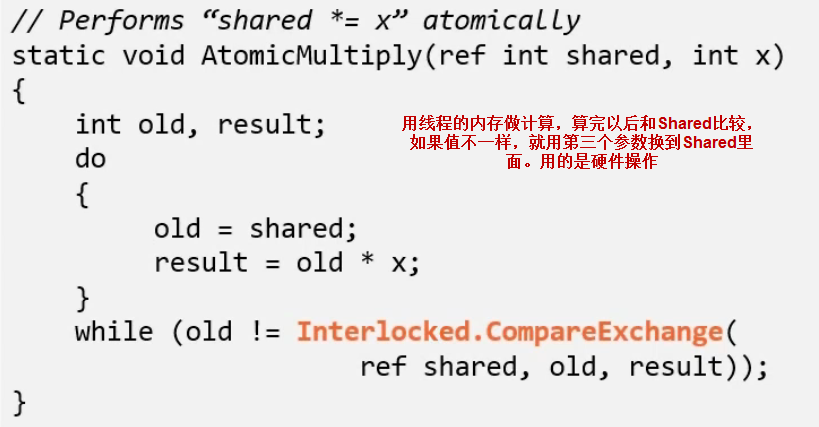 // Performs “shared *= x” atomically
static void AtomicMultiply(ref int shared, int x)
{
int old, result;
用线程的内存做计算，算完以后和Shared比较，
如果值不一样，就用第三个参数换到Shared里
面。用的是硬件操作
do
{
old = shared;
result = old * x;
}
while (old != Interlocked.CompareExchange(
ref shared, old, result));
}